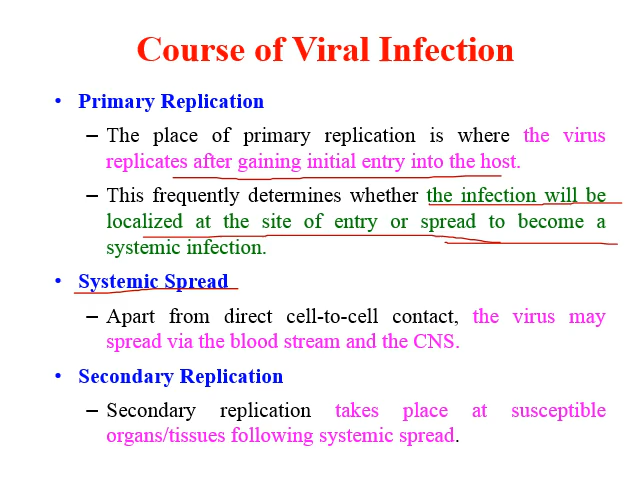 Course of Viral Infection
• Primary Replication
– The place of primary replication is where the virus
replicates after gaining initial entry into the host.
– This frequently determines whether the infection will be
localized at the site of entry or spread to become a
systemic infection.
• Systemic Spread
– Apart from direct cell-to-cell contact, the virus may
spread via the blood stream and the CNS.
• Secondary Replication
– Secondary replication takes place at susceptible
organs/tissues following systemic spread.